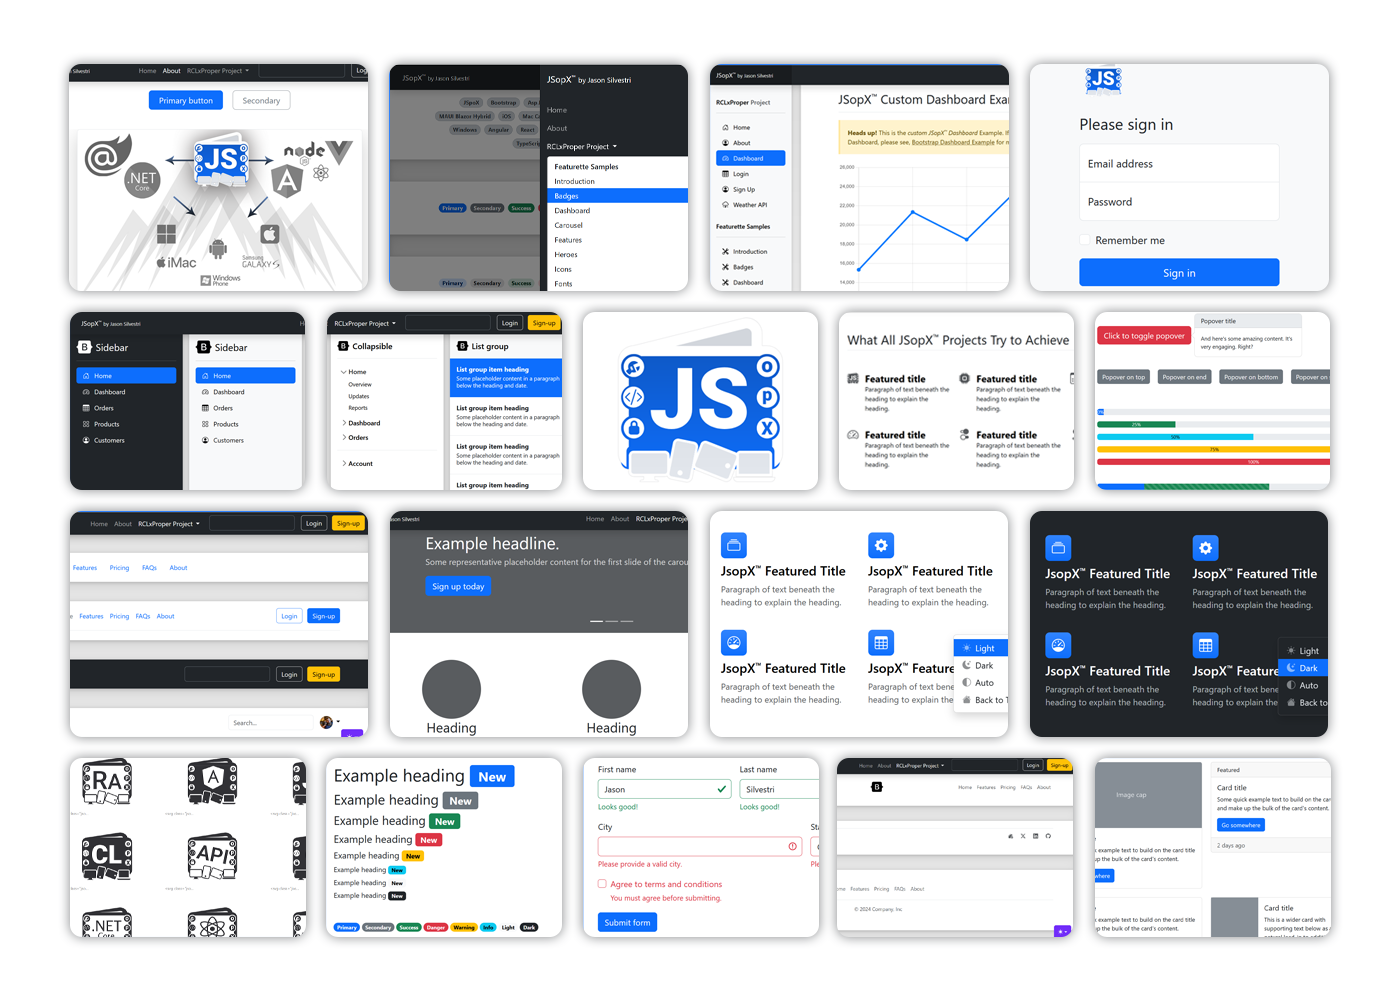 n Silvestri
Home About RCLxProper Project
Log
Primary button
Secondary
JS
.NET
Core
node
JS
iMac
Samsung
GALAXY S
Windows
Phone
JSopX™ by Jason Silvestri
JSopX Bootstrap Asp.
MMK Blazor Hybrid iOS Mac C
Windows Angular React
TypeScrip
Primary Secondary Success
Primary Secondary Success
JSopX™ by Jason Silvestri
Home
About
RCLxProper Project
Featurette Samples
Introduction
Badges
Dashboard
Carousel
Features
Heroes
Icons
Fonts
JSopX™ by Jason Silvestri
RCLxProper Project
Home
About
Dashboard
Login
Sign Up
Weather API
Featurette Samples
Introduction
Badges
Dashboard
JSopX™ Custom Dashboard Exa
Heads up! This is the custom JSopX™ Dashboard Example. If
Dashboard, please see, Bootstrap Dashboard Example for n
26,000
24,000
22,000
20,000
18,000
16,000
14,000
JS
Please sign in
Email address
Password
Remember me
Sign in
JSopX™ by Jason Silvestri
H
B Sidebar
Home
Dashboard
Orders
Products
Customers
B Sidebar
Home
Dashboard
Orders
Products
Customers
RCLxProper Project
Login
Sign-up
B Collapsible
Home
Overview
Updates
Reports
Dashboard
Orders
Account
B List group
List group item heading
Some placeholder content in a paragraph
below the heading and date.
List group item heading
Some placeholder content in a paragraph
below the heading and date.
List group item heading
Some placeholder content in a paragraph
below the heading and date.
List group item heading
JS
o
p
X
What All JSopX™ Projects Try to Achieve
Featured title
Paragraph of text beneath the
heading to explain the
heading.
Featured title
Paragraph of text beneath the
heading to explain the
heading.
Featured title
Paragraph of text beneath the
heading to explain the
heading.
Featured title
Paragraph of text beneath the
heading to explain the
heading.
Click to toggle popover
Popover title
And here's some amazing content. It's
very engaging. Right?
Popover on top
Popover on end
Popover on bottom
Popover on
0%
25%
50%
75%
100%
Home About RCLxProper Project
Login
Sign-up
Features Pricing FAQs About
e Features Pricing FAQs About
Login
Sign-up
Login
Sign-up
Search...
ason Silvestri
Home About RCLxProper Proje
Example headline.
Some representative placeholder content for the first slide of the carou
Sign up today
Heading
Heading
JsopX™ Featured Title
Paragraph of text beneath the
heading to explain the heading.
JsopX™ Featured Title
Paragraph of text beneath the
heading to explain the heading.
JsopX™ Featured Title
Paragraph of text beneath the
heading to explain the heading.
JsopX™ Feature
Paragraph of text bene
heading to explain the
Light
Dark
Auto
Back to T
JsopX™ Featured Title
Paragraph of text beneath the
heading to explain the heading.
JsopX™ Featured Title
Paragraph of text beneath the
heading to explain the heading.
JsopX™ Featured Title
Paragraph of text beneath the
heading to explain the heading.
JsopX™ Feature
Paragraph of text bene
heading to explain the
Light
Dark
Auto
Back to
RA
A
CL
API
.NET
Core
Example heading New
Example heading New
Example heading New
Example heading New
Example heading New
Example heading New
Example heading New
Example heading New
Primary Secondary Success Danger Warning Info Light Dark
First name
Jason
Looks good!
Last name
Silvestri
Looks good!
City
Please provide a valid city.
Sta
Ple
Agree to terms and conditions
You must agree before submitting.
Submit form
Home About RCLxProper Project
Login
Sign-up
B
Home Features Pricing FAQs About
me Features Pricing FAQs About
© 2024 Company, Inc
Image cap
e
k example text to build on the card title
up the bulk of the card's content.
where
Featured
Card title
Some quick example text to build on the car
and make up the bulk of the card's content.
Go somewhere
2 days ago
k example text to build on the card title
up the bulk of the card's content.
Card title
This is a wider card with
supporting text below as